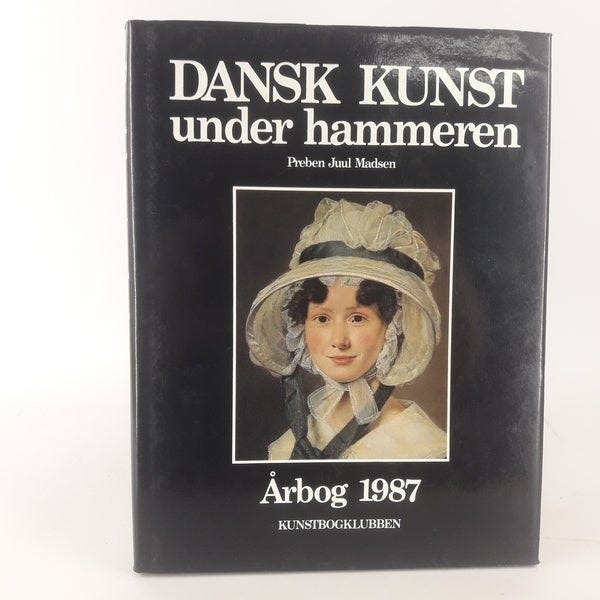 DANSK KUNST
under hammeren
Preben Juul Madsen
Årbog 1987
KUNSTBOGKLUBBEN